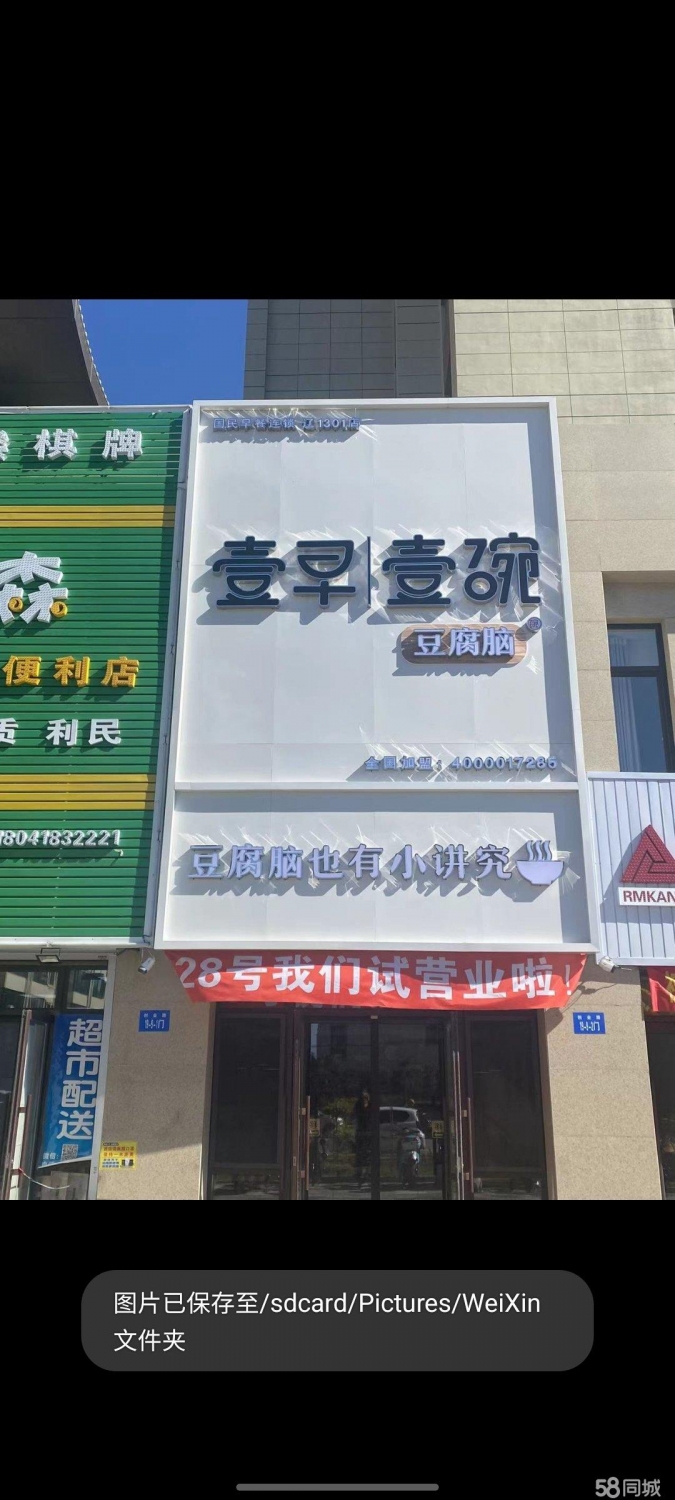 国民早餐连锁 辽1301店
棋牌
壹早|壹碗
豆腐脑
森
便利店
利民
全国加盟：4000017286
18041832221
豆腐脑也有小讲究
RMKAN
28号我们试营业啦！
超市配送
图片已保存至/sdcard/Pictures/WeiXin
文件夹
58同城